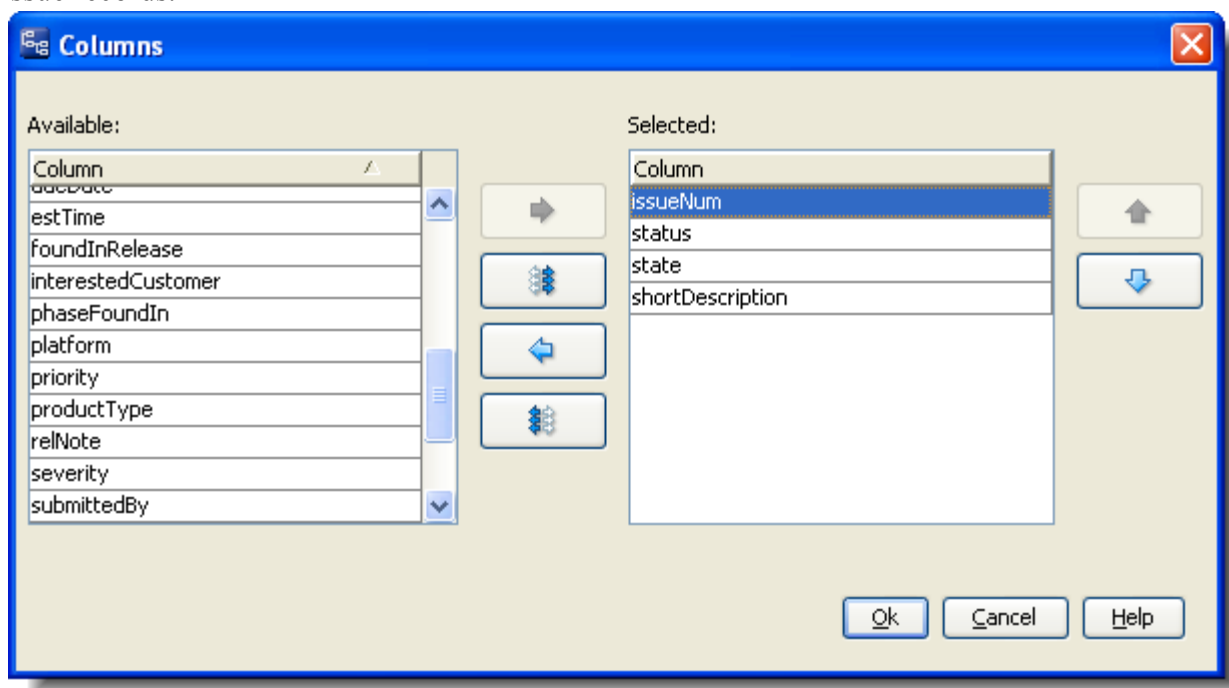 Columns
Available:
Selected:
Column
estTime
foundInRelease
interestedCustomer
phaseFoundIn
platform
priority
productType
relNote
severity
submittedBy
Column
issueNum
status
state
shortDescription
Ok
Cancel
Help